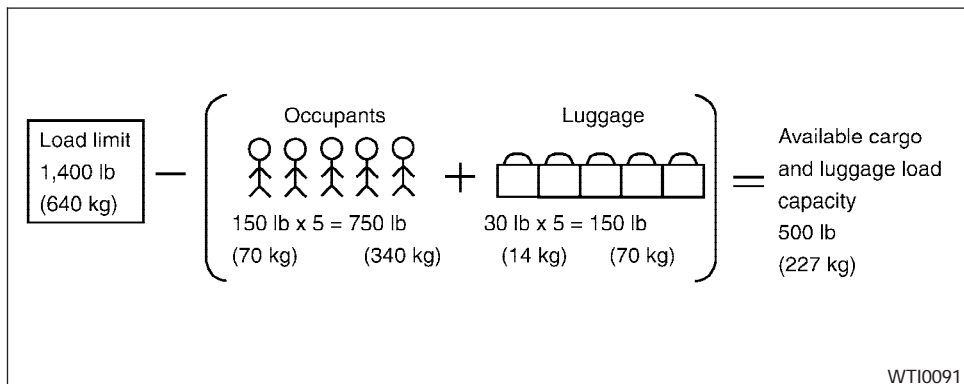 Load limit
1,400 lb
(640 kg)
−
Occupants
150 lb x 5 = 750 lb
(70 kg) (340 kg)
+
Luggage
30 lb x 5 = 150 lb
(14 kg) (70 kg)
=
Available cargo
and luggage load
capacity
500 lb
(227 kg)
WTI0091